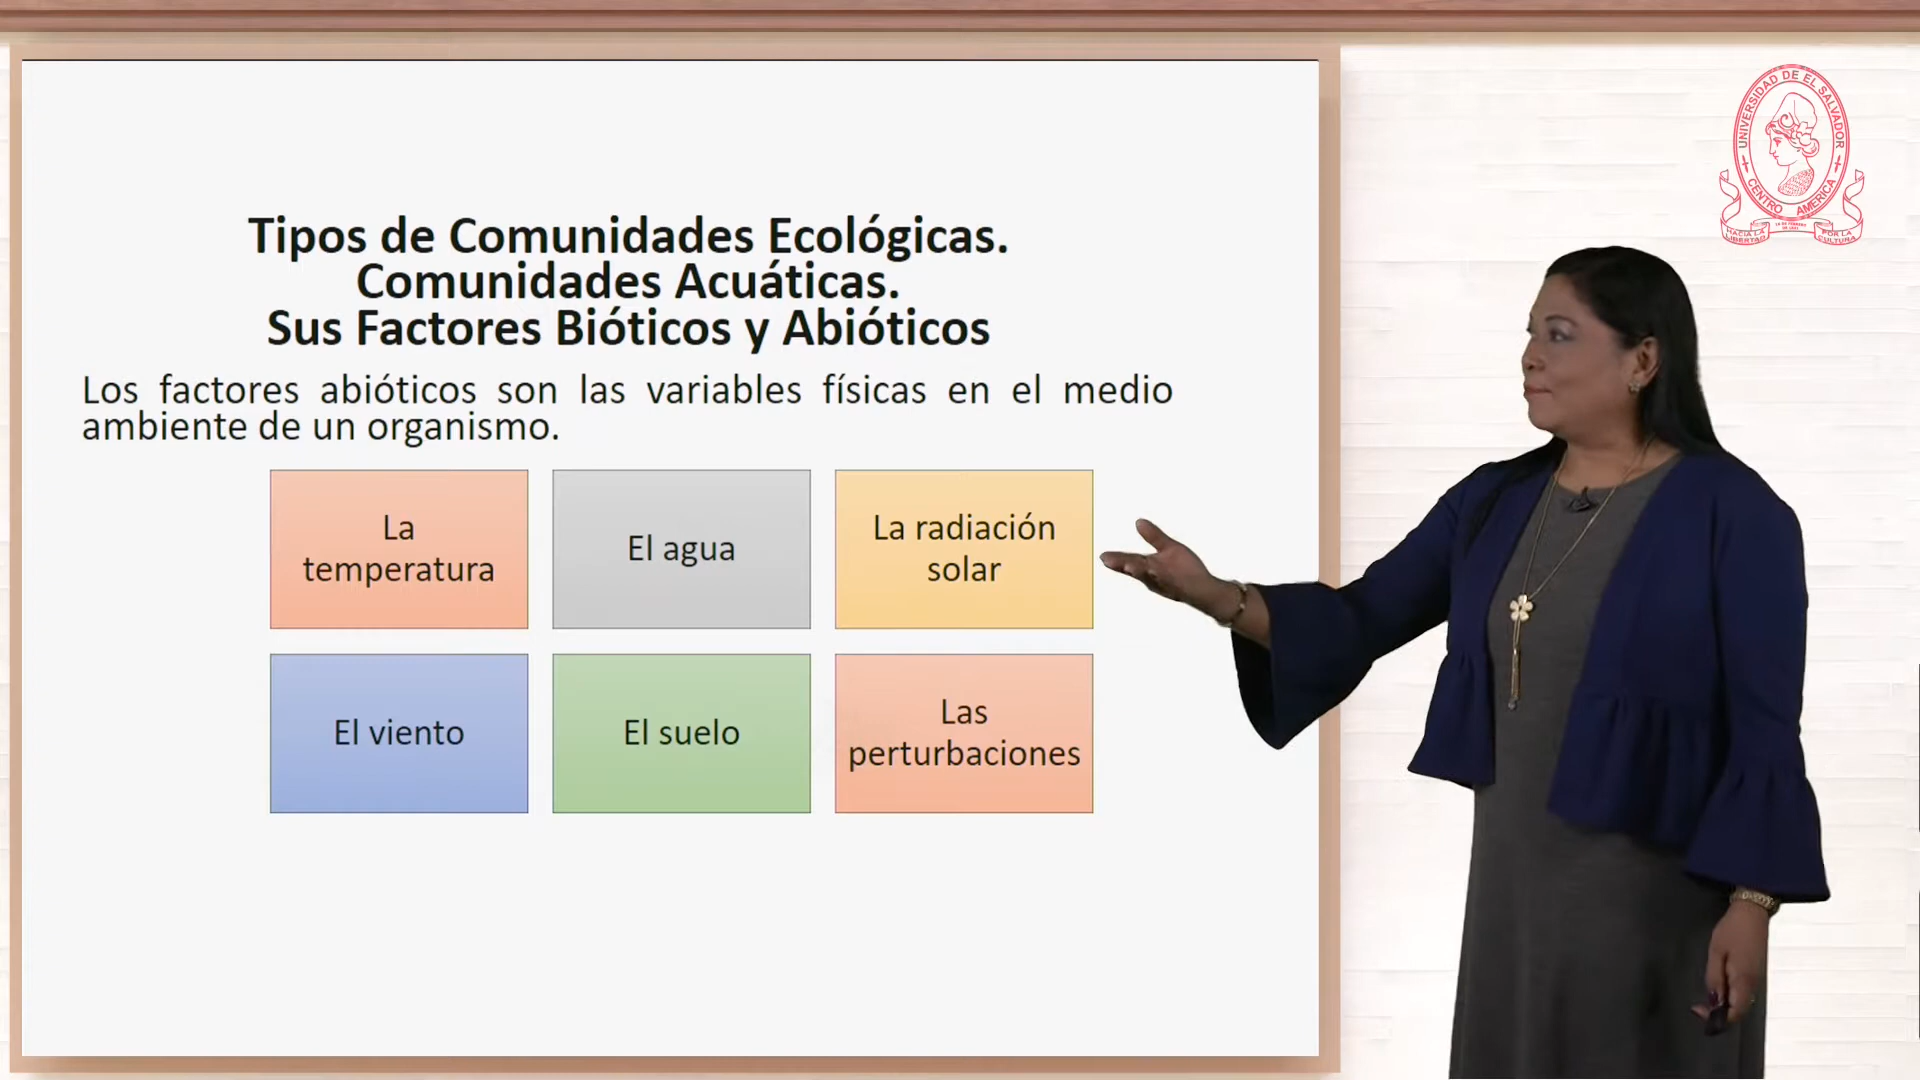 Tipos de Comunidades Ecológicas.
Comunidades Acuáticas.
Sus Factores Bióticos y Abióticos
Los factores abióticos son las variables físicas en el medio
ambiente de un organismo.
La
temperatura
El agua
La radiación
solar
El viento
El suelo
Las
perturbaciones
UNIVERSIDAD DE EL SALVADOR
CENTRO AMERICA
HACIA LA
LIBERTAD
POR LA
CULTURA